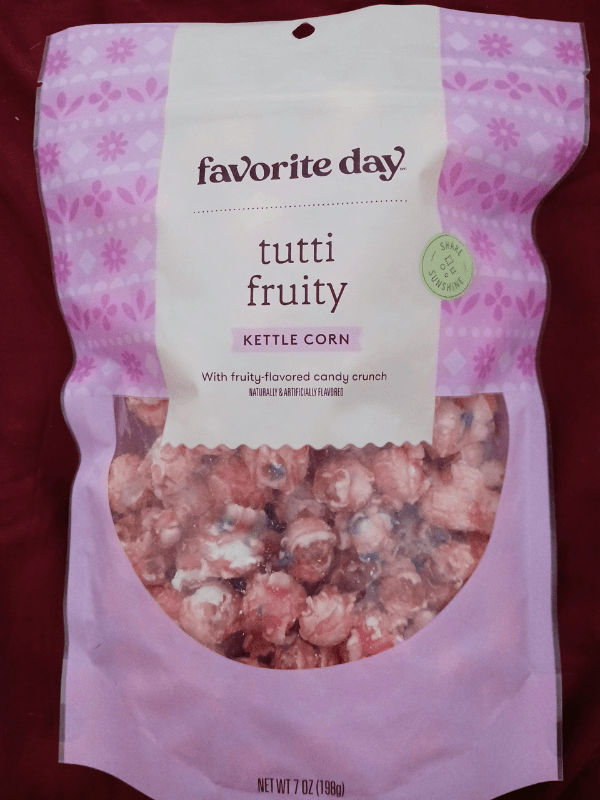 favorite day™
tutti
fruity
KETTLE CORN
With fruity-flavored candy crunch
NATURALLY & ARTIFICIALLY FLAVORED
SHARE
SUNSHINE
NET WT 7 OZ (198g)